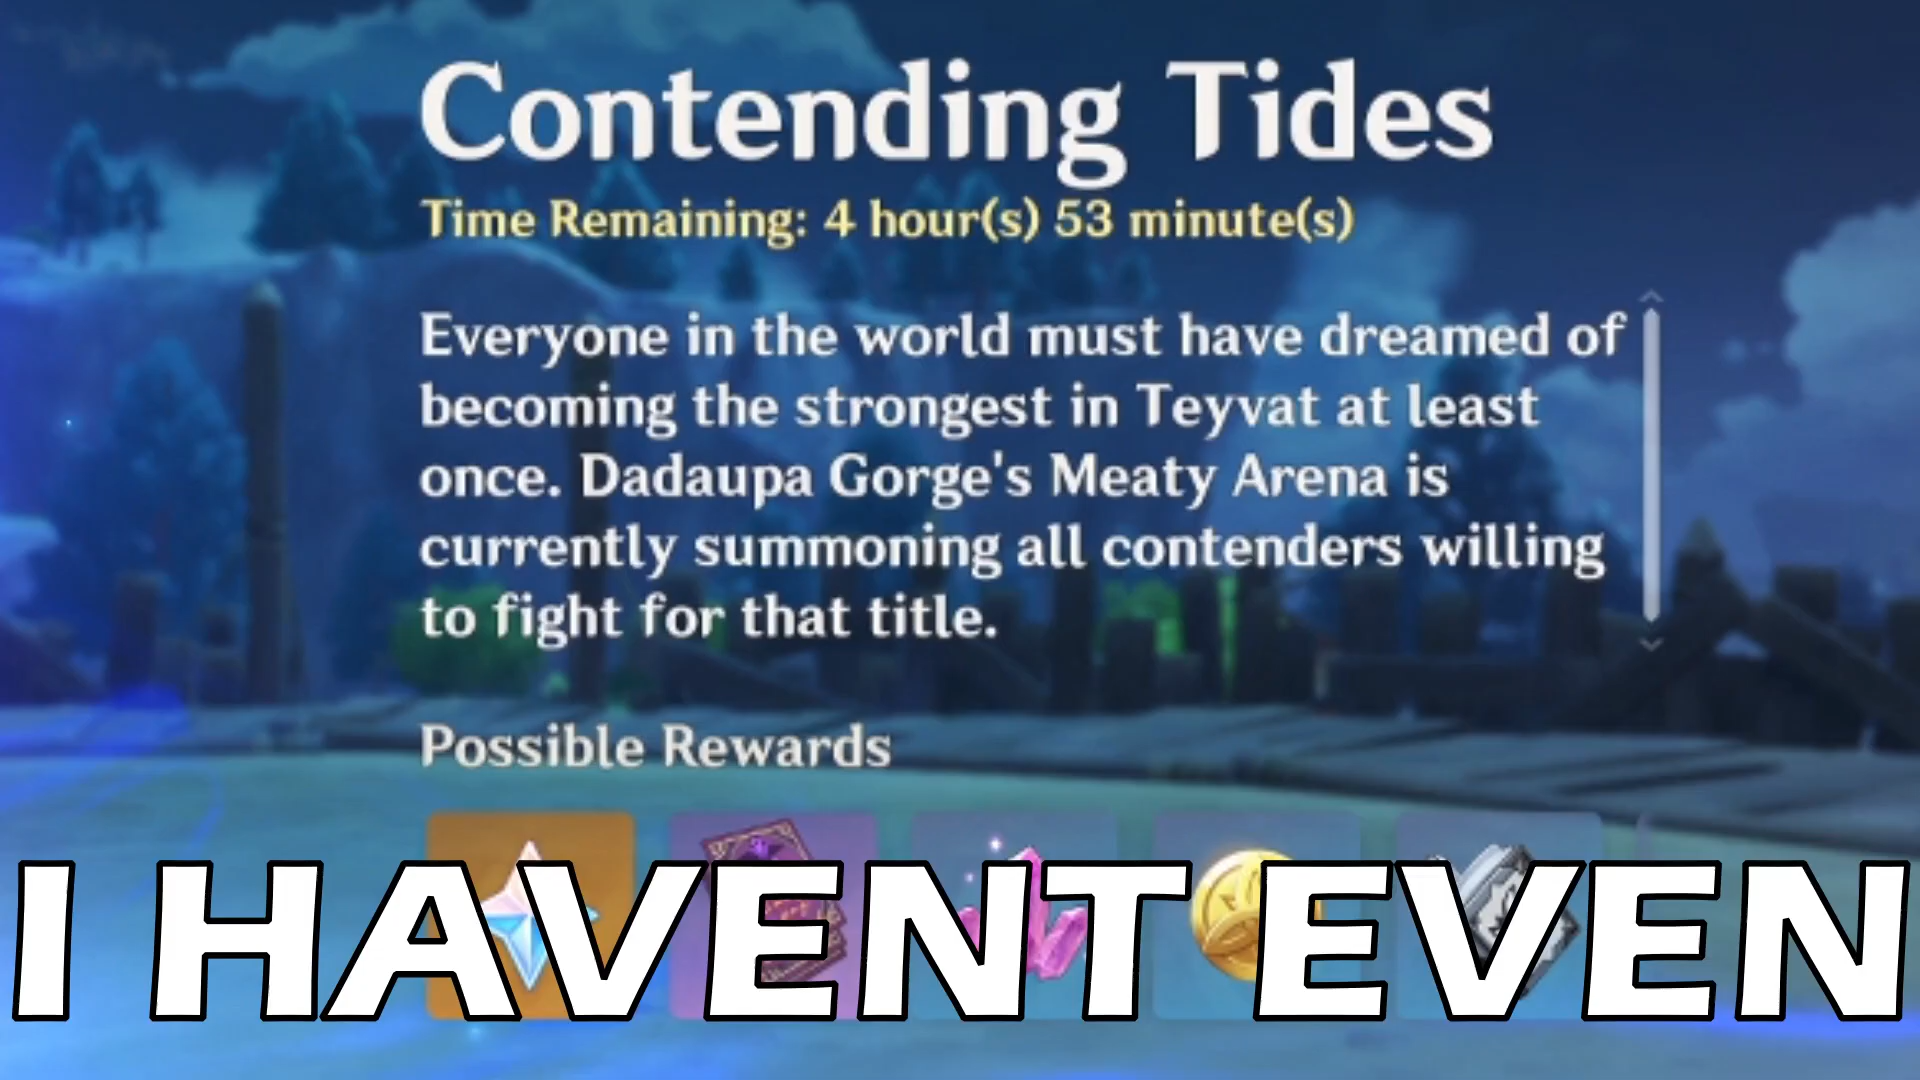 Contending Tides
Time Remaining: 4 hour(s) 53 minute(s)
Everyone in the world must have dreamed of
becoming the strongest in Teyvat at least
once. Dadaupa Gorge's Meaty Arena is
currently summoning all contenders willing
to fight for that title.
Possible Rewards
I HAVENT EVEN